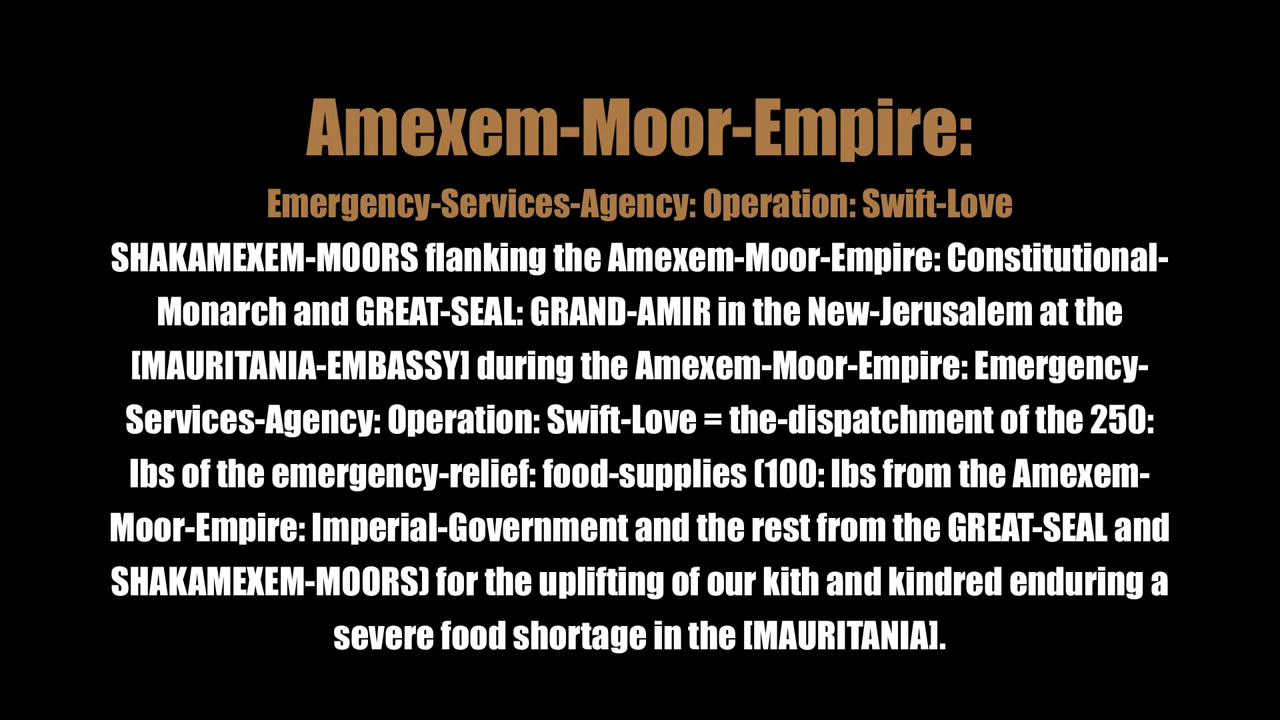 Amexem-Moor-Empire:
Emergency-Services-Agency: Operation: Swift-Love
SHAKAMEXEM-MOORS flanking the Amexem-Moor-Empire: Constitutional-
Monarch and GREAT-SEAL: GRAND-AMIR in the New-Jerusalem at the
[MAURITANIA-EMBASSY] during the Amexem-Moor-Empire: Emergency-
Services-Agency: Operation: Swift-Love = the-dispatchment of the 250:
lbs of the emergency-relief: food-supplies (100: lbs from the Amexem-
Moor-Empire: Imperial-Government and the rest from the GREAT-SEAL and
SHAKAMEXEM-MOORS) for the uplifting of our kith and kindred enduring a
severe food shortage in the [MAURITANIA].